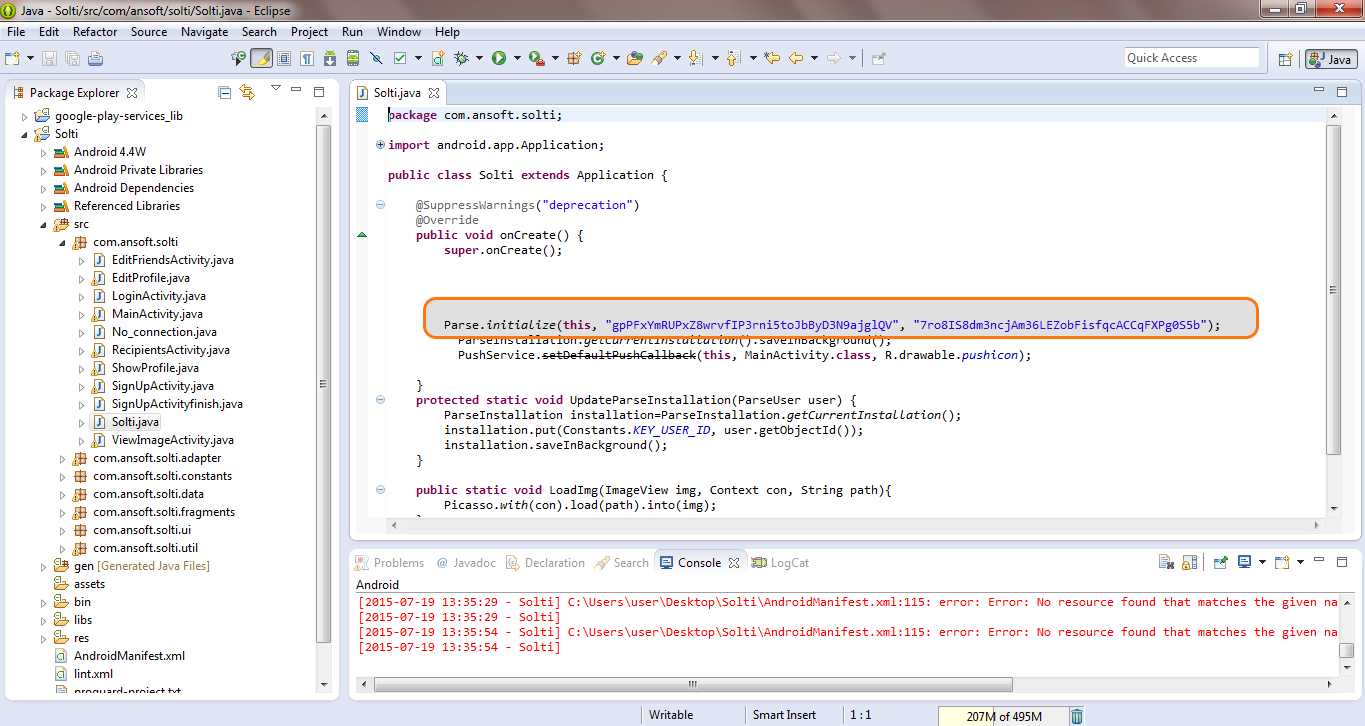 Java - Solti/src/com/ansoft/solti/Solti.java - Eclipse
File Edit Refactor Source Navigate Search Project Run Window Help
Quick Access
Java
Package Explorer
google-play-services_lib
Solti
Android 4.4W
Android Private Libraries
Android Dependencies
Referenced Libraries
src
com.ansoft.solti
EditFriendsActivity.java
EditProfile.java
LoginActivity.java
MainActivity.java
No_connection.java
RecipientsActivity.java
ShowProfile.java
SignUpActivity.java
SignUpActivityfinish.java
Solti.java
ViewImageActivity.java
com.ansoft.solti.adapter
com.ansoft.solti.constants
com.ansoft.solti.data
com.ansoft.solti.fragments
com.ansoft.solti.ui
com.ansoft.solti.util
gen [Generated Java Files]
assets
bin
libs
res
AndroidManifest.xml
lint.xml
proguard-project.txt
Solti.java
package com.ansoft.solti;
import android.app.Application;
public class Solti extends Application {
@SuppressWarnings("deprecation")
@Override
public void onCreate() {
super.onCreate();
Parse.initialize(this, "gpPFxYmRUPxZ8wrvfIP3rni5toJbByD3N9ajglQV", "7ro8IS8dm3ncjAm36LEZobFisfqcACCqFXPg0S5b");
ParseInstallation.getCurrentInstallation().saveInBackground();
PushService.setDefaultPushCallback(this, MainActivity.class, R.drawable.pushicon);
}
protected static void UpdateParseInstallation(ParseUser user) {
ParseInstallation installation=ParseInstallation.getCurrentInstallation();
installation.put(Constants.KEY_USER_ID, user.getObjectId());
installation.saveInBackground();
}
public static void LoadImg(ImageView img, Context con, String path){
Picasso.with(con).load(path).into(img);
Problems @ Javadoc Declaration Search Console LogCat
Android
[2015-07-19 13:35:29 - Solti] C:\Users\user\Desktop\Solti\AndroidManifest.xml:115: error: Error: No resource found that matches the given na
[2015-07-19 13:35:29 - Solti]
[2015-07-19 13:35:54 - Solti] C:\Users\user\Desktop\Solti\AndroidManifest.xml:115: error: Error: No resource found that matches the given na
[2015-07-19 13:35:54 - Solti]
Writable Smart Insert 1 : 1 207M of 495M